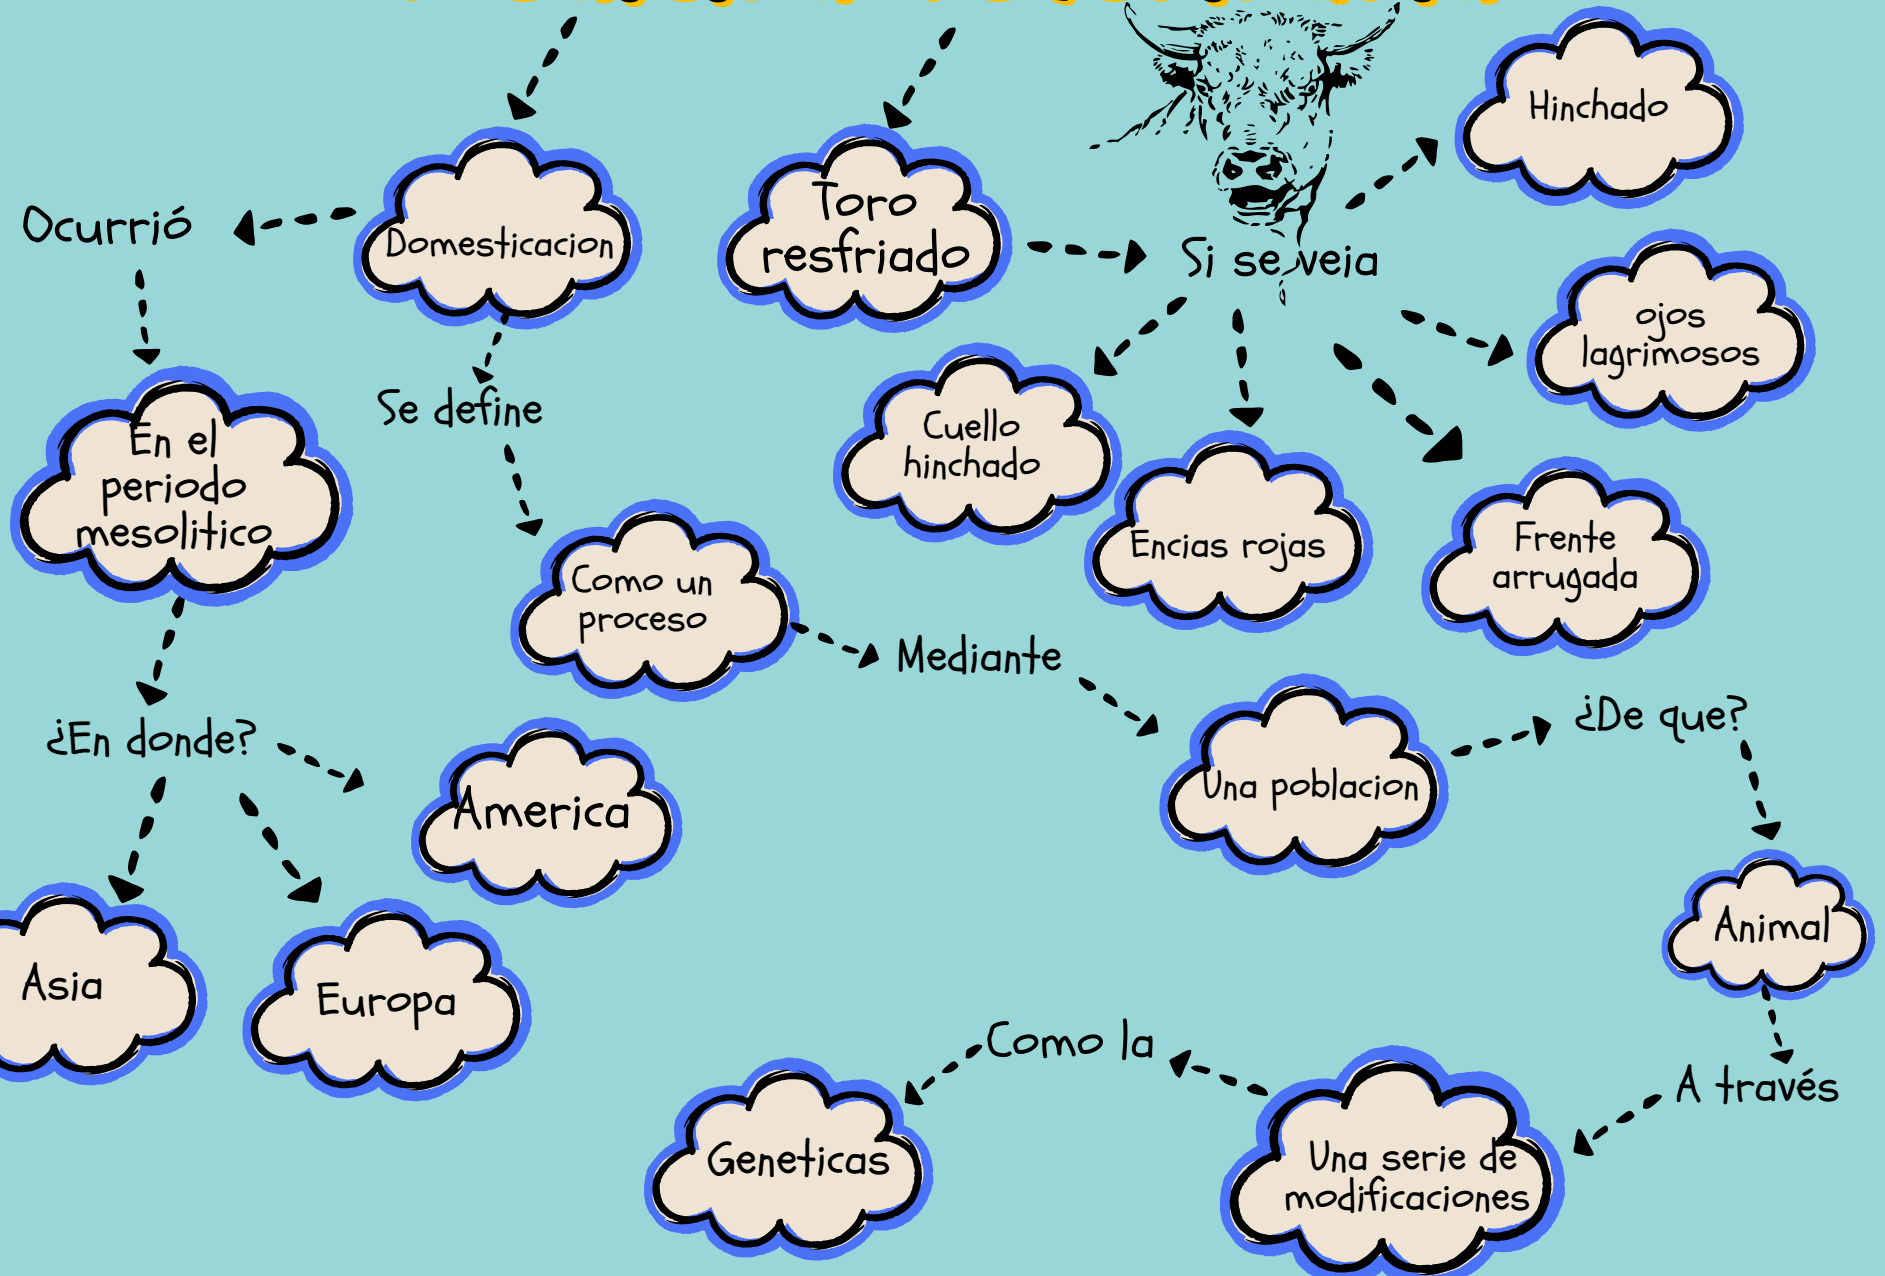 Hinchado
Toro
resfriado
Ocurrió
Domesticacion
Si se veia
ojos
lagrimosos
Se define
Cuello
hinchado
En el
periodo
mesolitico
Encias rojas
Frente
arrugada
Como un
proceso
Mediante
¿En donde?
¿De que?
Una poblacion
America
Animal
Asia
Europa
Como la
A través
Geneticas
Una serie de
modificaciones